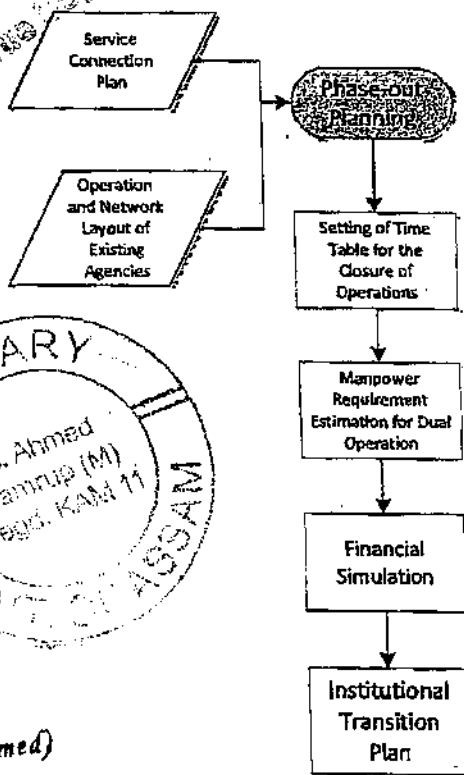 Service
Connection
Plan
Operation
and Network
Layout of
Existing
Agencies
Phase-out
Planning
Setting of Time
Table for the
Closure of
Operations
Manpower
Requirement
Estimation for Dual
Operation
Financial
Simulation
Institutional
Transition
Plan
ARY
Ahmed
amrup (M)
egd. KAM 11
ASSAM
med)